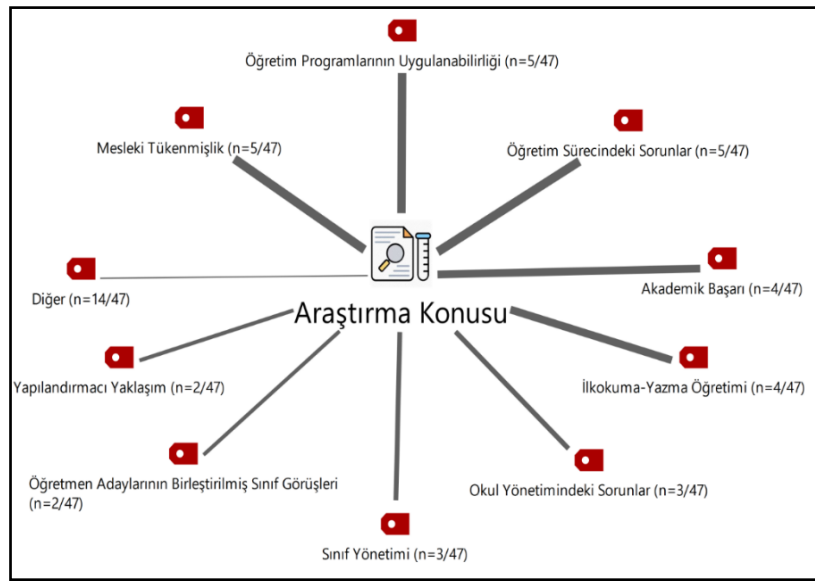 Öğretim Programlarının Uygulanabilirliği (n=5/47)
Mesleki Tükenmişlik (n=5/47)
Öğretim Sürecindeki Sorunlar (n=5/47)
Diğer (n=14/47)
Akademik Başarı (n=4/47)
Araştırma Konusu
Yapılandırmacı Yaklaşım (n=2/47)
İlkokuma-Yazma Öğretimi (n=4/47)
Öğretmen Adaylarının Birleştirilmiş Sınıf Görüşleri
(n=2/47)
Okul Yönetimindeki Sorunlar (n=3/47)
Sınıf Yönetimi (n=3/47)